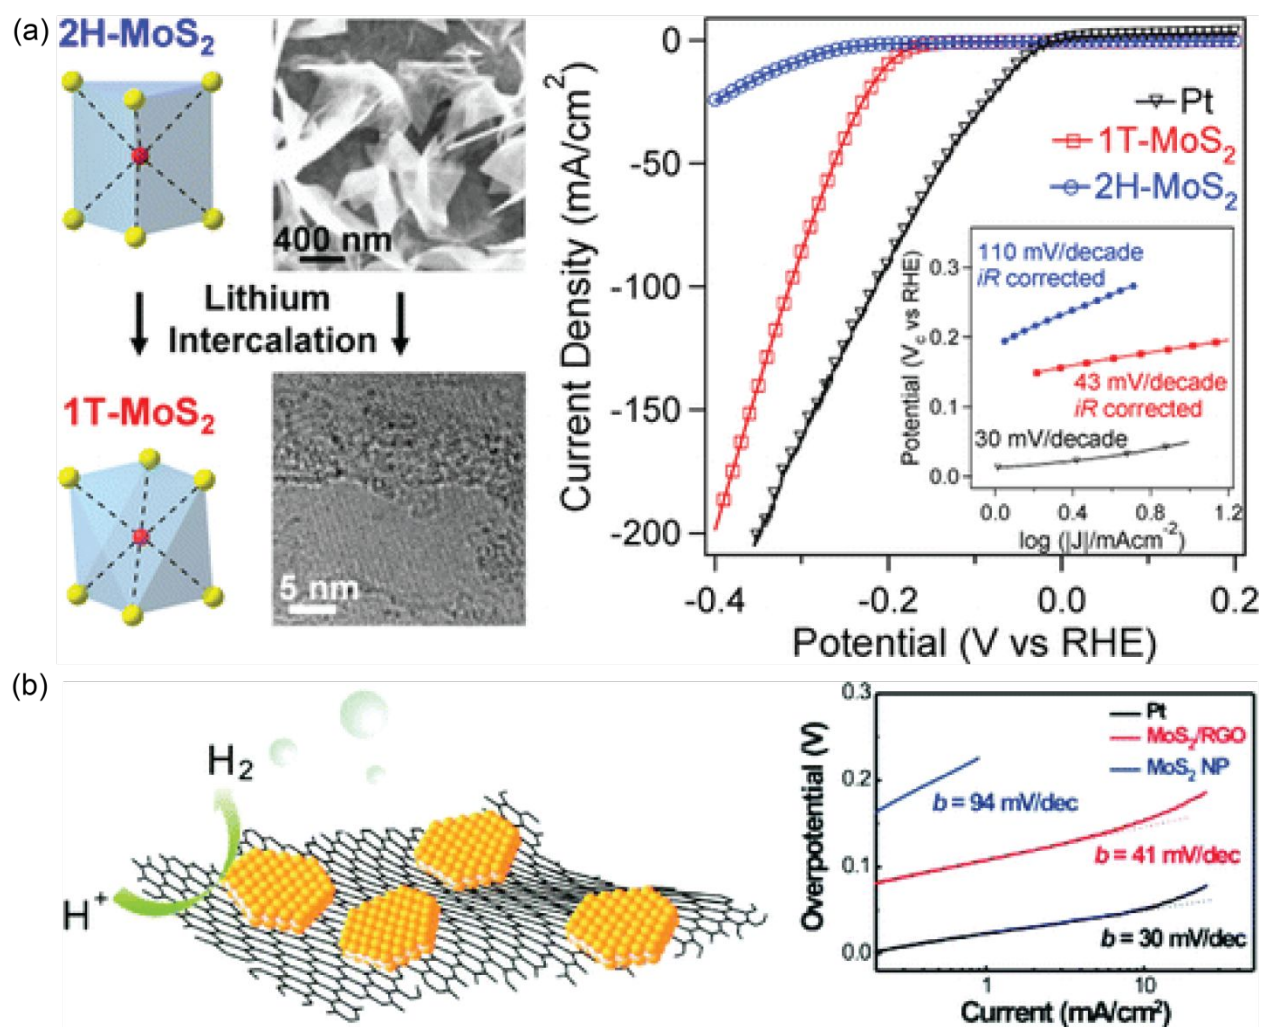 (a)
2H-MoS₂
400 nm
Lithium
Intercalation
1T-MoS₂
5 nm
Current Density (mA/cm²)
0
-50
-100
-150
-200
-0.4
-0.2
0.0
0.2
Potential (V vs RHE)
Pt
1T-MoS₂
2H-MoS₂
Potential (V꜀ vs RHE)
0.3
0.2
0.1
0.0
110 mV/decade
iR corrected
43 mV/decade
iR corrected
30 mV/decade
0.0
0.4
0.8
1.2
log (|J|/mAcm⁻²)
(b)
H₂
H⁺
Overpotential (V)
0.3
0.2
0.1
0.0
Pt
MoS₂/RGO
MoS₂ NP
b = 94 mV/dec
b = 41 mV/dec
b = 30 mV/dec
1
10
Current (mA/cm²)